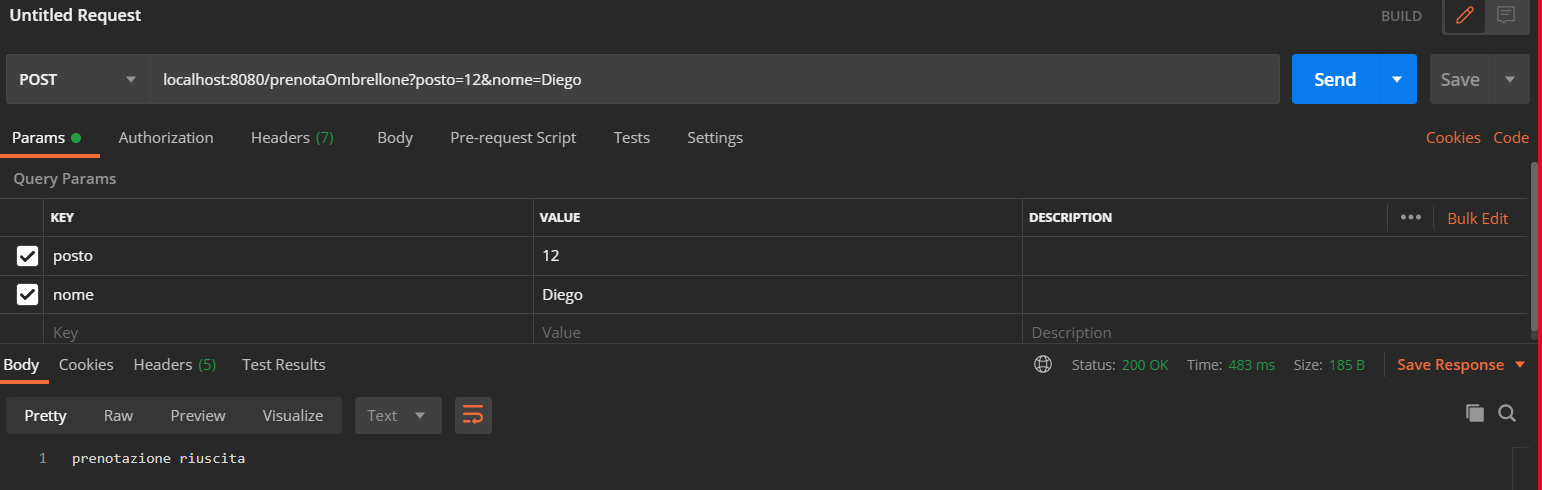 Untitled Request BUILD
POST localhost:8080/prenotaOmbrellone?posto=12&nome=Diego Send Save
Params Authorization Headers (7) Body Pre-request Script Tests Settings Cookies Code
Query Params
KEY VALUE DESCRIPTION ••• Bulk Edit
posto 12
nome Diego
Key Value Description
Body Cookies Headers (5) Test Results Status: 200 OK Time: 483 ms Size: 185 B Save Response
Pretty Raw Preview Visualize Text
1 prenotazione riuscita